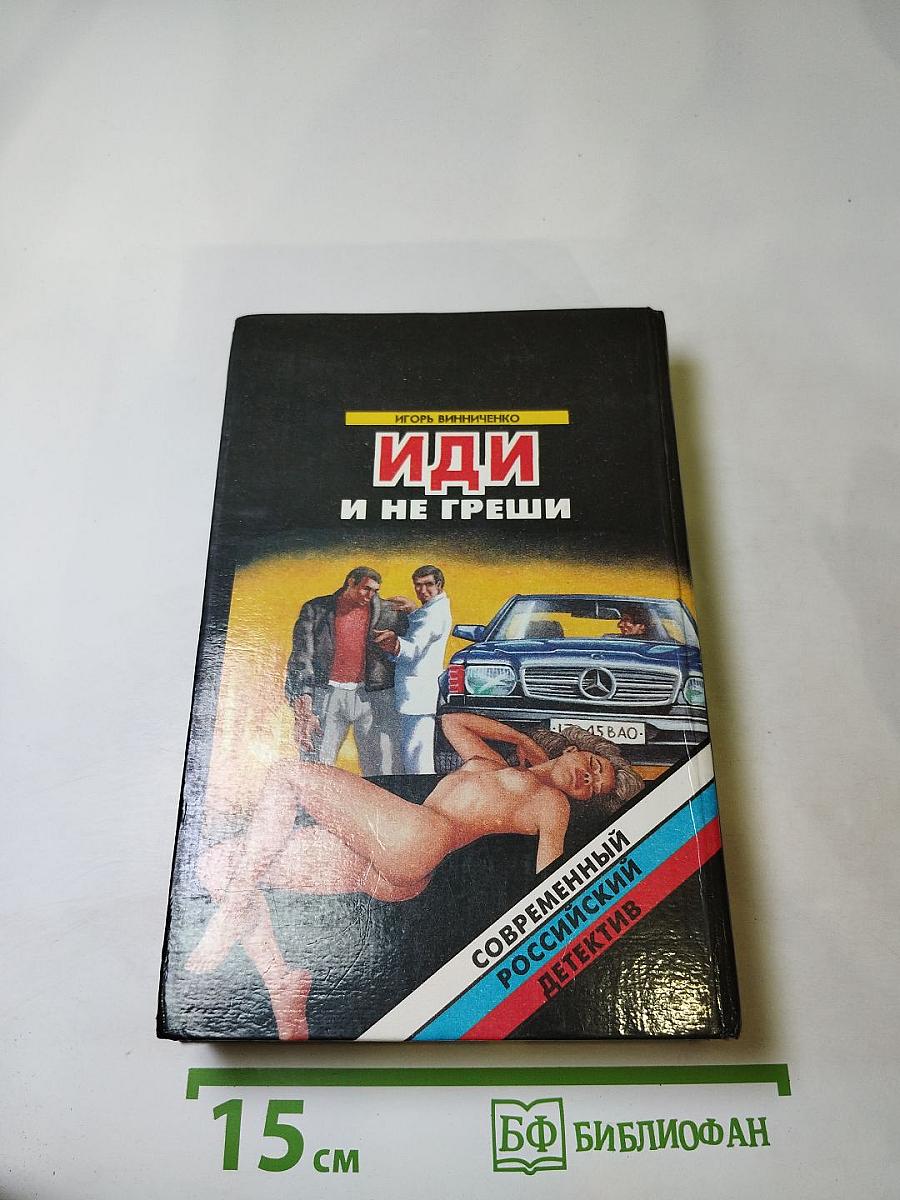 ИГОРЬ ВИННИЧЕНКО
ИДИ
И НЕ ГРЕШИ
СОВРЕМЕННЫЙ
РОССИЙСКИЙ
ДЕТЕКТИВ
15 см
БФ БИБЛИОФАН